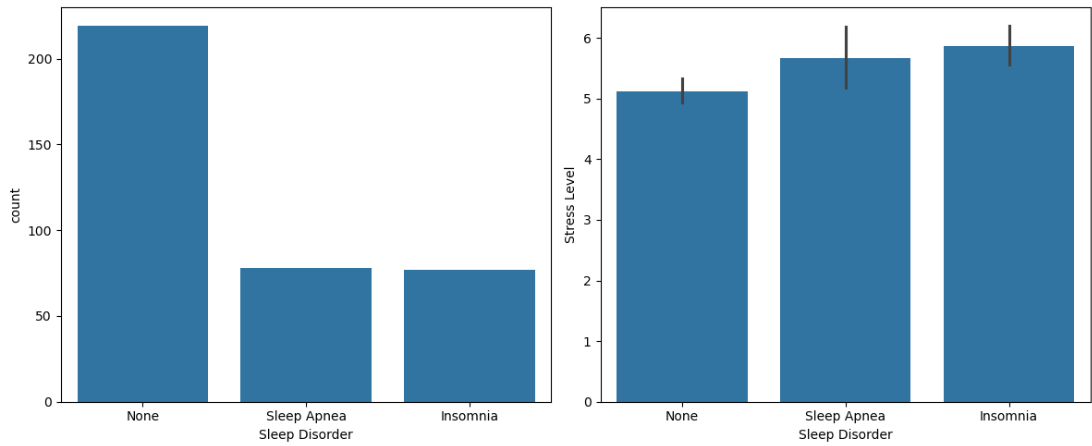 count
200
150
100
50
0
None
Sleep Apnea
Insomnia
Sleep Disorder
Stress Level
6
5
4
3
2
1
0
None
Sleep Apnea
Insomnia
Sleep Disorder